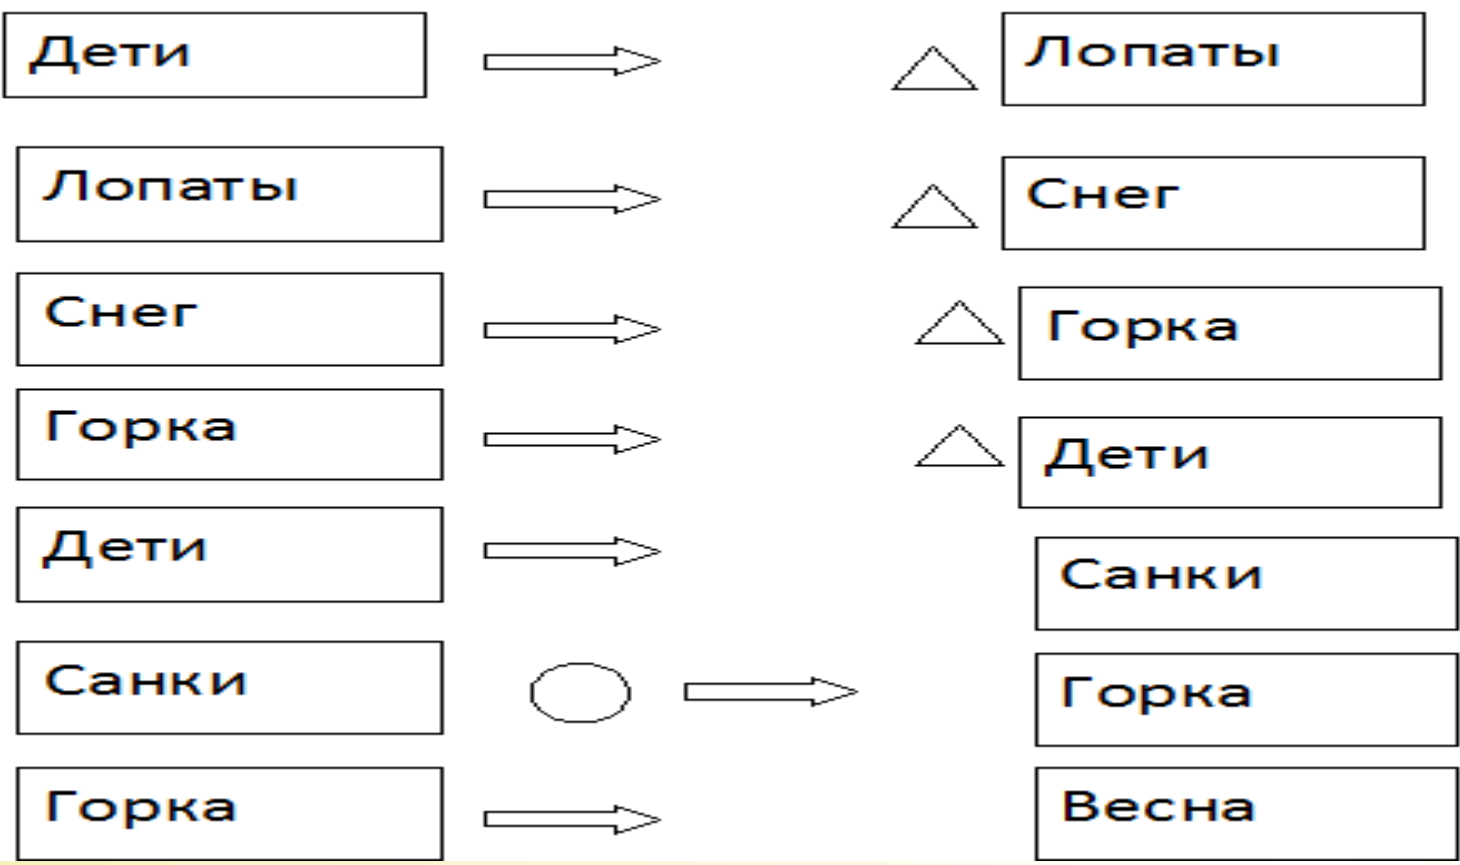 Дети
Лопаты
Лопаты
Снег
Снег
Горка
Горка
Дети
Дети
Санки
Санки
Горка
Горка
Весна